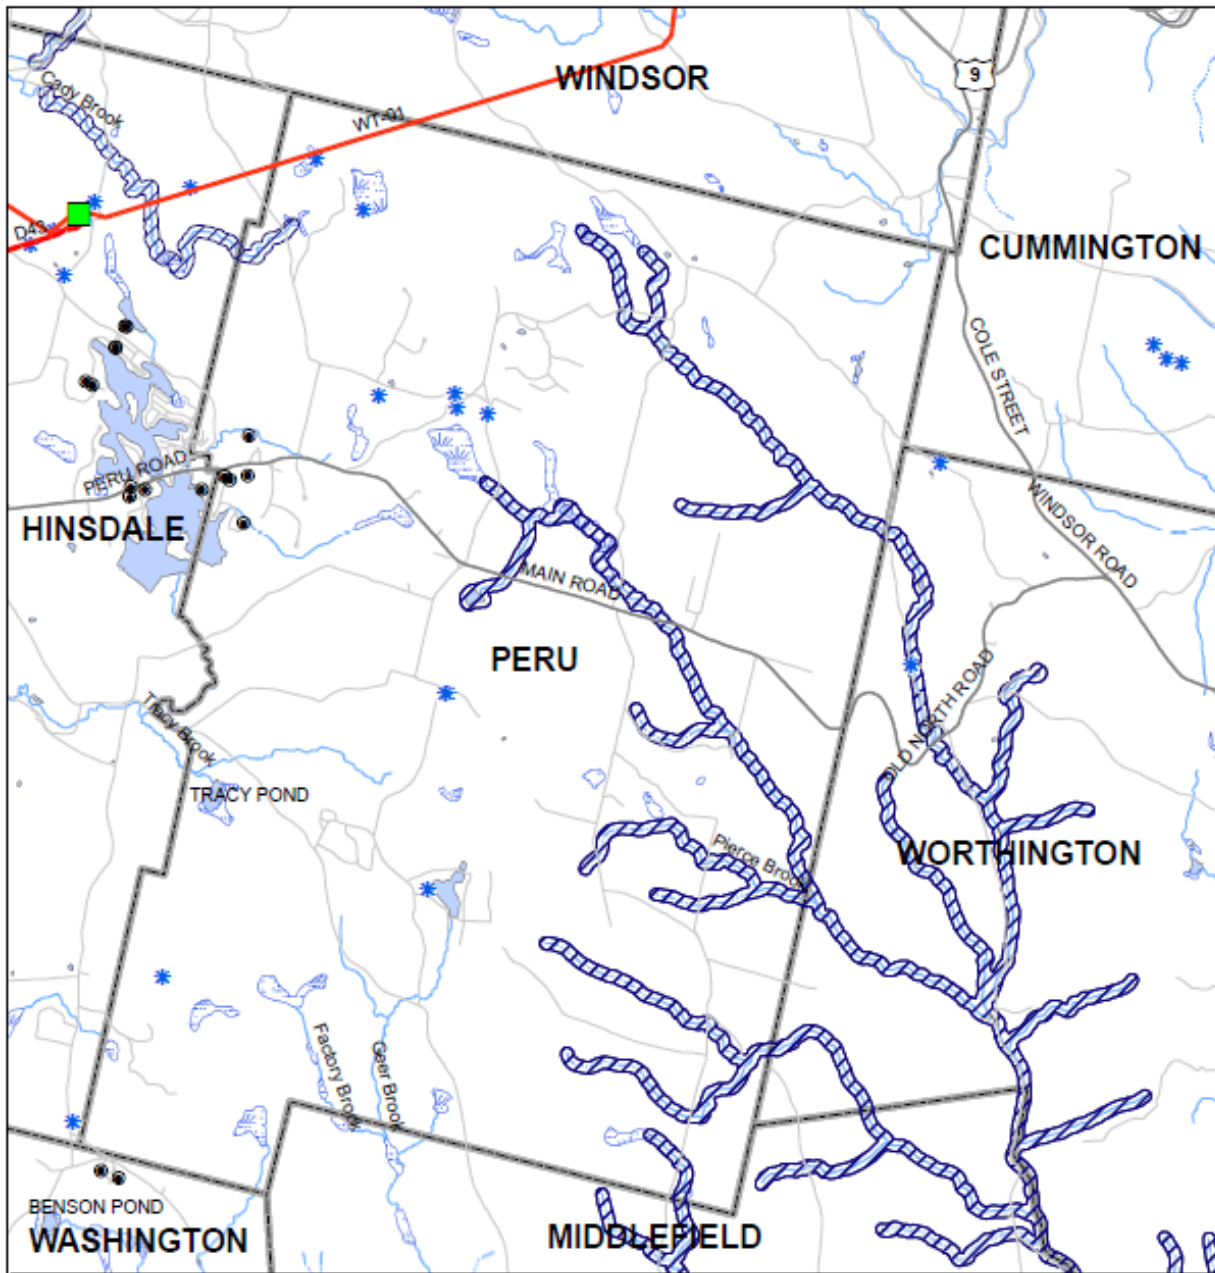 WINDSOR
9
Cady Brook
WT-01
D43
CUMMINGTON
COLE STREET
PERU ROAD
WINDSOR ROAD
HINSDALE
MAIN ROAD
PERU
OLD NORTH ROAD
Tracy Brook
TRACY POND
Pierce Brook
WORTHINGTON
Factory Brook
Geer Brook
BENSON POND
WASHINGTON
MIDDLEFIELD